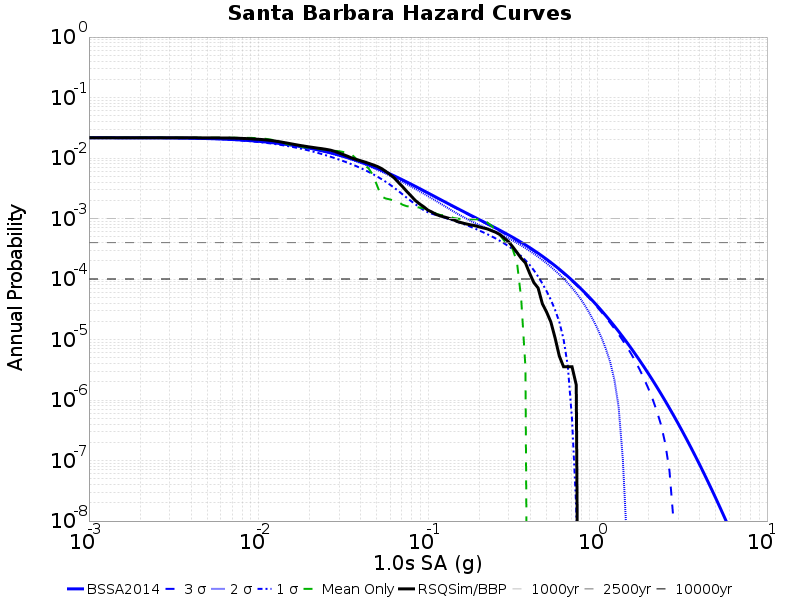 Santa Barbara Hazard Curves
10^0
10^-1
10^-2
10^-3
10^-4
10^-5
10^-6
10^-7
10^-8
Annual Probability
10^-3 10^-2 10^-1 10^0 10^1
1.0s SA (g)
BSSA2014 3 σ 2 σ 1 σ Mean Only RSQSim/BBP 1000yr 2500yr 10000yr